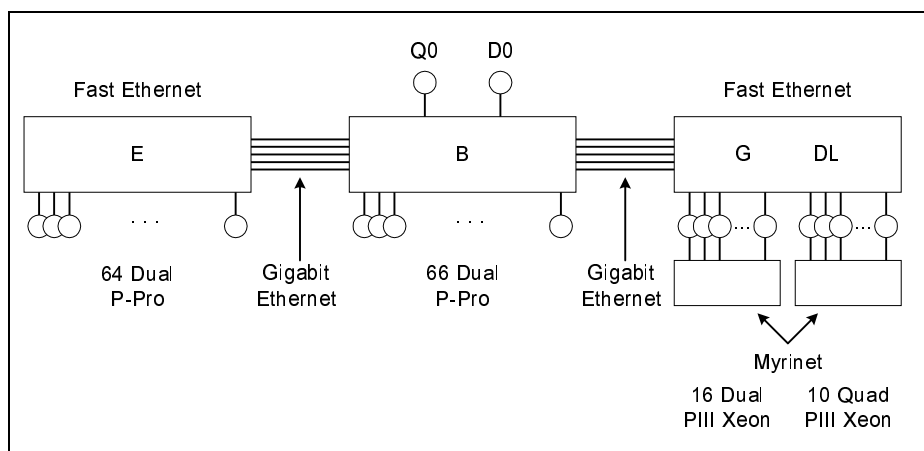 Q0
D0
Fast Ethernet
Fast Ethernet
E
B
G
DL
. . .
. . .
...
...
64 Dual
P-Pro
Gigabit
Ethernet
66 Dual
P-Pro
Gigabit
Ethernet
Myrinet
16 Dual
PIII Xeon
10 Quad
PIII Xeon